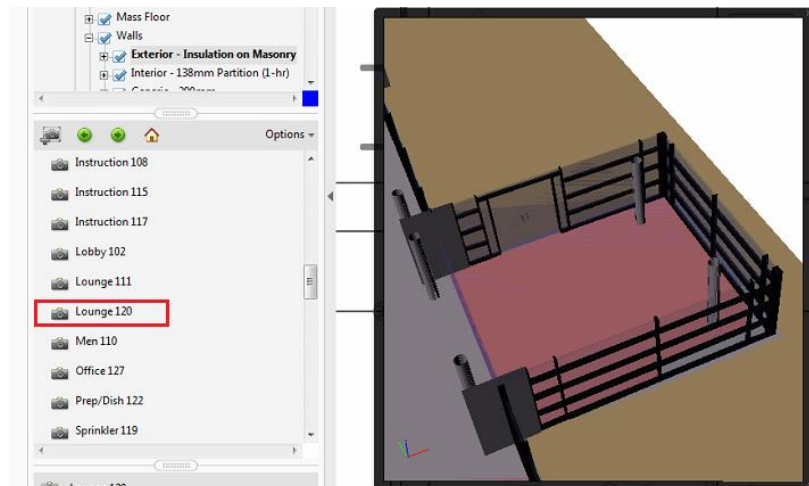 Mass Floor
Walls
Exterior - Insulation on Masonry
Interior - 138mm Partition (1-hr)
Options
Instruction 108
Instruction 115
Instruction 117
Lobby 102
Lounge 111
Lounge 120
Men 110
Office 127
Prep/Dish 122
Sprinkler 119